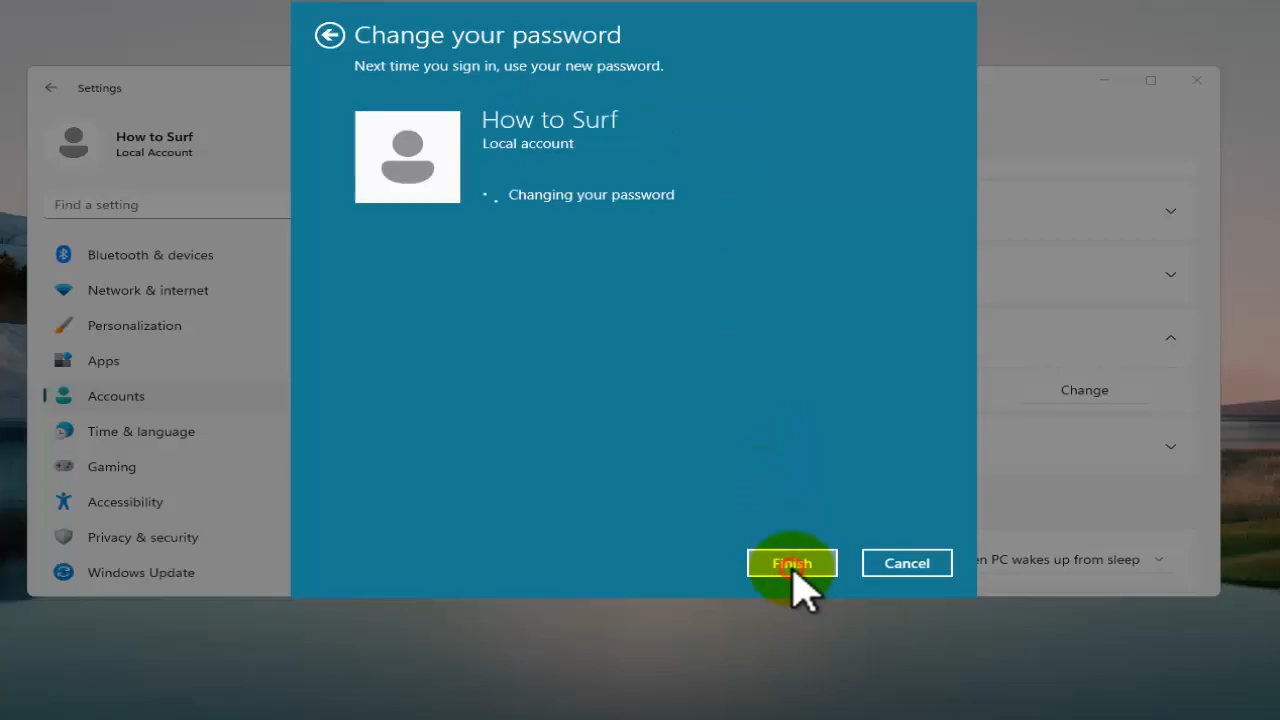 Change your password
Next time you sign in, use your new password.
How to Surf
Local account
Changing your password
Finish
Cancel
Settings
How to Surf
Local Account
Find a setting
Bluetooth & devices
Network & internet
Personalization
Apps
Accounts
Time & language
Gaming
Accessibility
Privacy & security
Windows Update
Change
PC wakes up from sleep